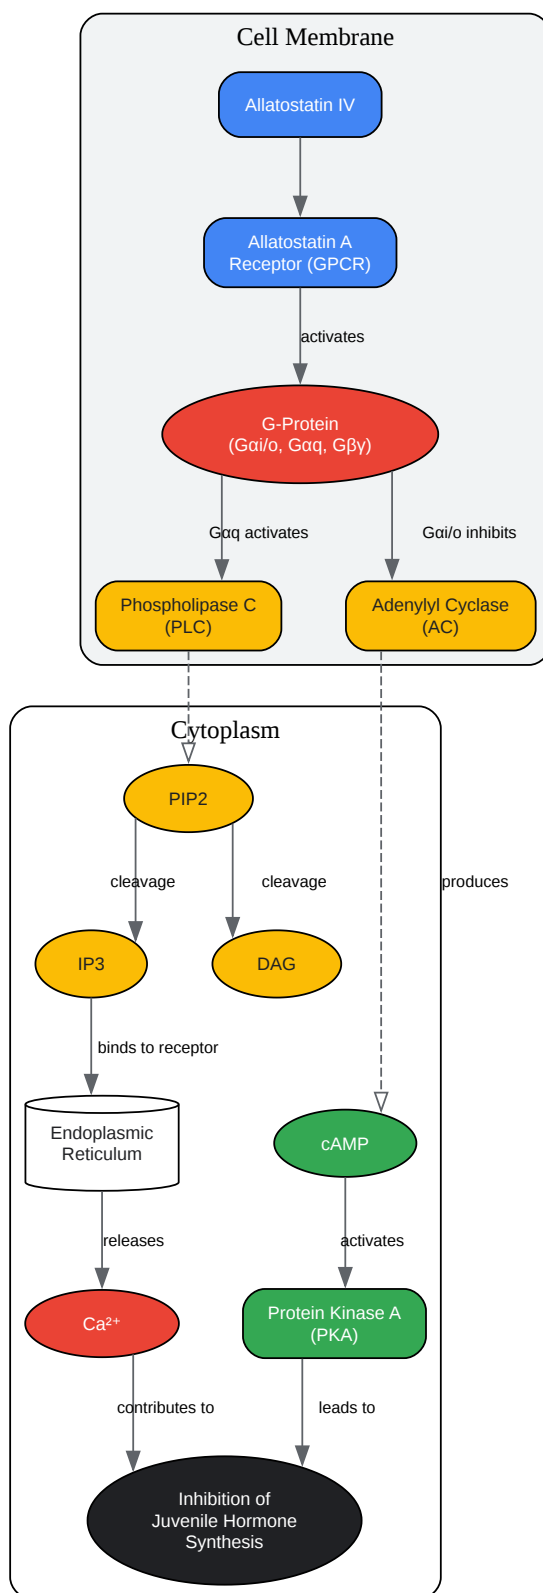 Cell Membrane
Allatostatin IV
Allatostatin A
Receptor (GPCR)
activates
G-Protein
(Gαi/o, Gαq, Gβγ)
Gαq activates
Gαi/o inhibits
Phospholipase C
(PLC)
Adenylyl Cyclase
(AC)
Cytoplasm
PIP2
cleavage
cleavage
produces
IP3
DAG
binds to receptor
Endoplasmic
Reticulum
cAMP
releases
activates
Ca²⁺
Protein Kinase A
(PKA)
contributes to
leads to
Inhibition of
Juvenile Hormone
Synthesis